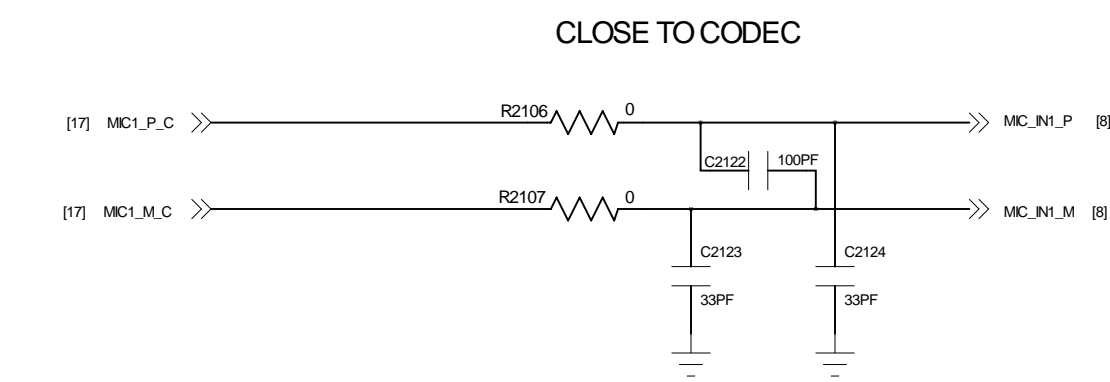 CLOSE TO CODEC
[17] MIC1_P_C R2106 0 MIC_IN1_P [8]
C2122 100PF
[17] MIC1_M_C R2107 0 MIC_IN1_M [8]
C2123 C2124
33PF 33PF